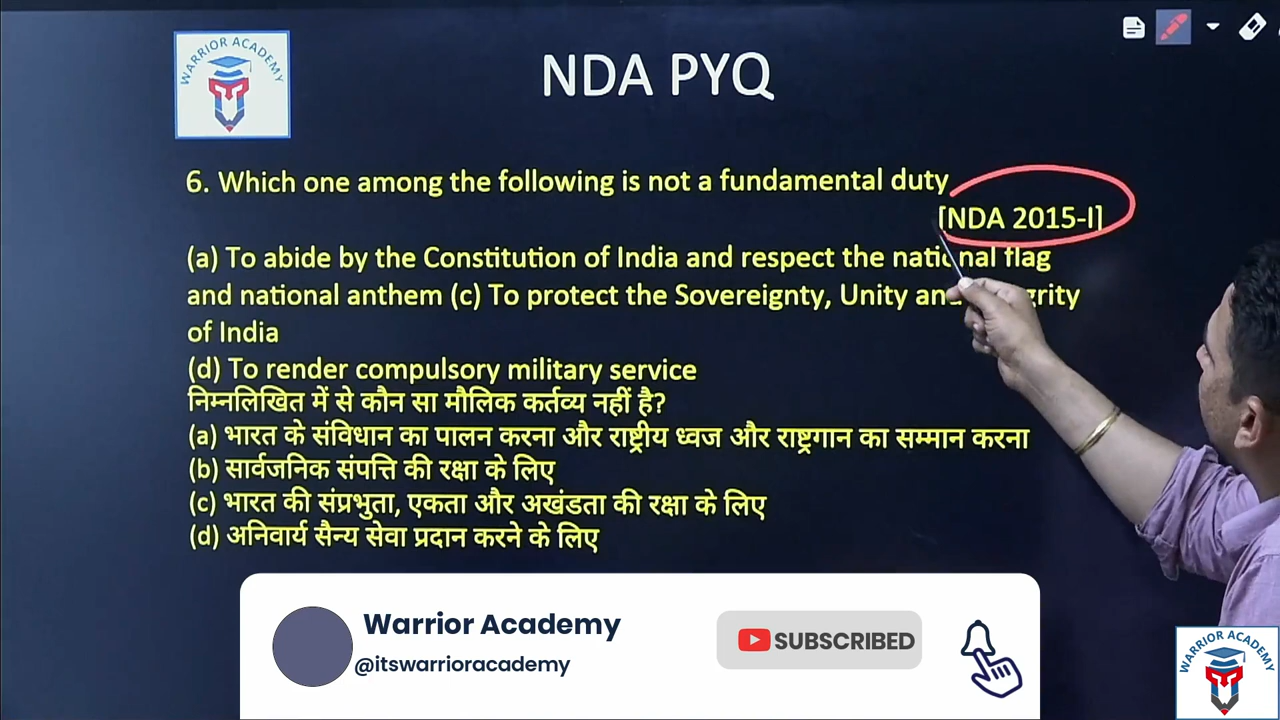 WARRIOR ACADEMY
NDA PYQ
6. Which one among the following is not a fundamental duty
[NDA 2015-I]
(a) To abide by the Constitution of India and respect the national flag
and national anthem (c) To protect the Sovereignty, Unity and
of India
(d) To render compulsory military service
निम्नलिखित में से कौन सा मौलिक कर्तव्य नहीं है?
(a) भारत के संविधान का पालन करना और राष्ट्रीय ध्वज और राष्ट्रगान का सम्मान करना
(b) सार्वजनिक संपत्ति की रक्षा के लिए
(c) भारत की संप्रभुता, एकता और अखंडता की रक्षा के लिए
(d) अनिवार्य सैन्य सेवा प्रदान करने के लिए
Warrior Academy
SUBSCRIBED
@itswarrioracademy
WARRIOR ACADEMY